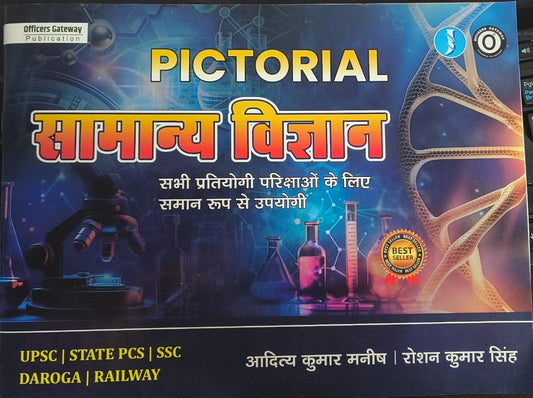 Officers Gateway
Publication
PICTORIAL
सामान्य विज्ञान
सभी प्रतियोगी परिक्षाओं के लिए
समान रूप से उपयोगी
BEST
SELLER
UPSC | STATE PCS | SSC
DAROGA | RAILWAY
आदित्य कुमार मनीष | रोशन कुमार सिंह